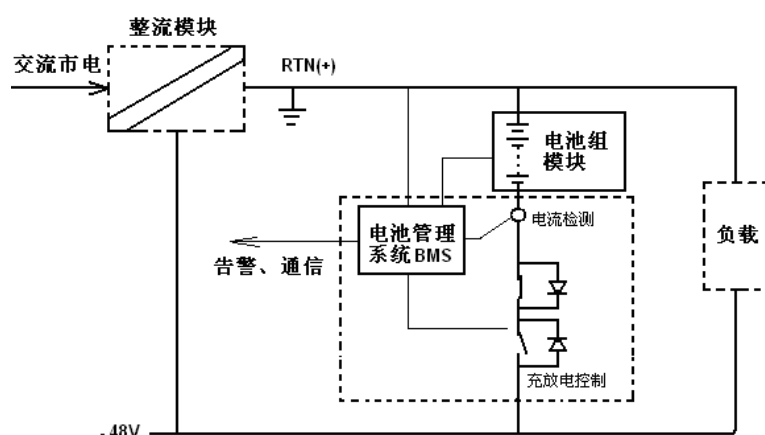 整流模块
交流市电
RTN(+)
电池组
模块
电池管理
系统BMS
电流检测
负载
告警、通信
充放电控制
-48V